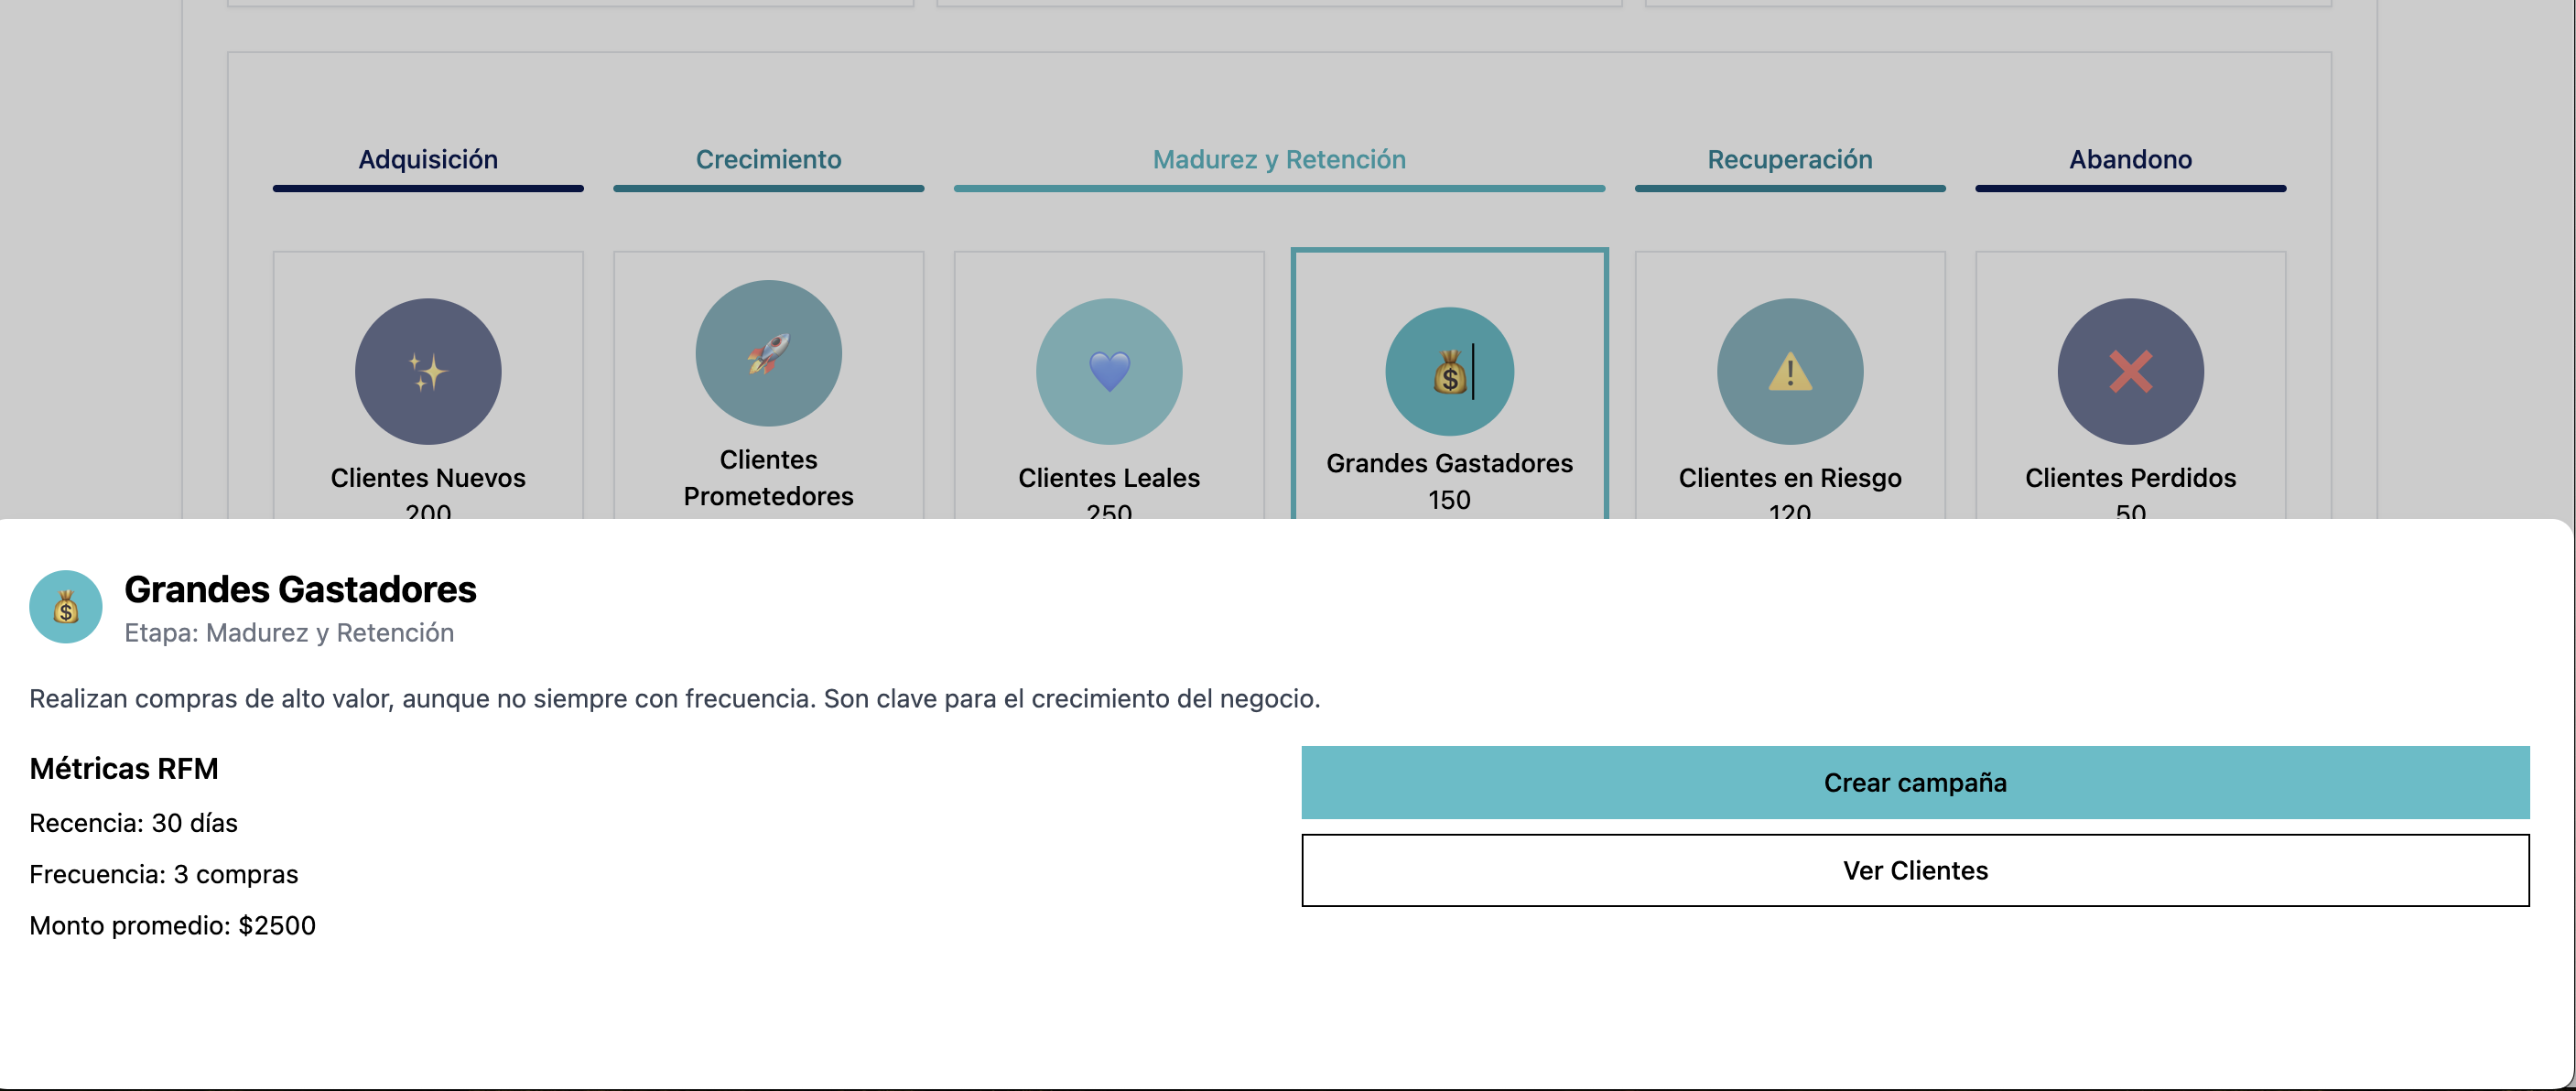 Adquisición
Crecimiento
Madurez y Retención
Recuperación
Abandono
Clientes Nuevos
200
Clientes
Prometedores
Clientes Leales
250
Grandes Gastadores
150
Clientes en Riesgo
120
Clientes Perdidos
50
Grandes Gastadores
Etapa: Madurez y Retención
Realizan compras de alto valor, aunque no siempre con frecuencia. Son clave para el crecimiento del negocio.
Métricas RFM
Recencia: 30 días
Frecuencia: 3 compras
Monto promedio: $2500
Crear campaña
Ver Clientes